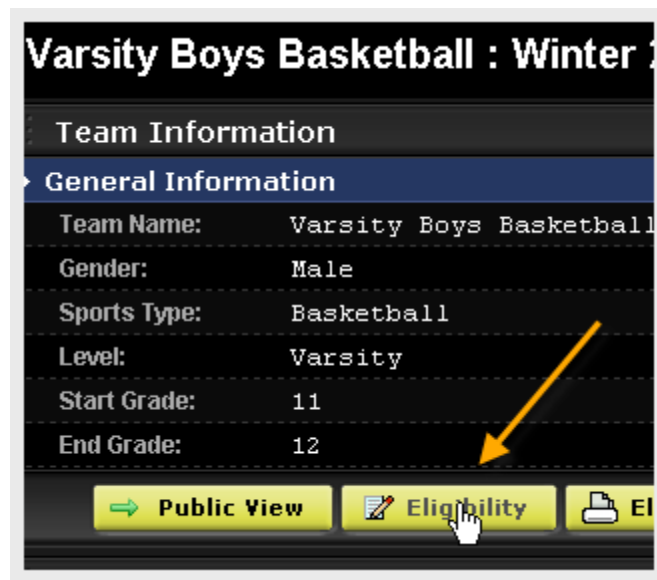 Varsity Boys Basketball : Winter
Team Information
General Information
Team Name: Varsity Boys Basketball
Gender: Male
Sports Type: Basketball
Level: Varsity
Start Grade: 11
End Grade: 12
Public View Eligibility El